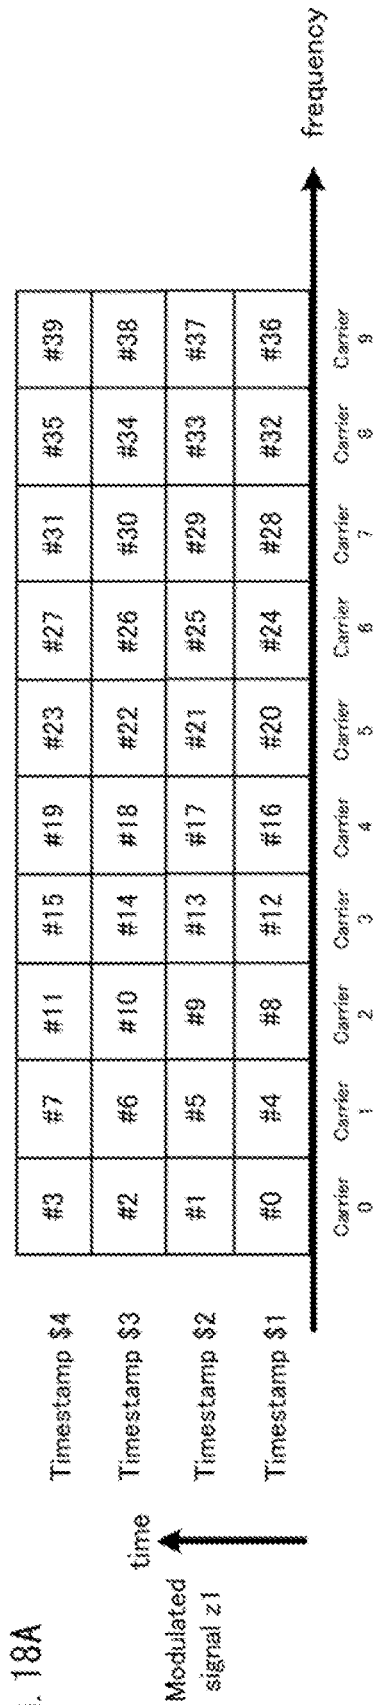 . 18A
Modulated
signal z1
time
Timestamp $4 #3 #7 #11 #15 #19 #23 #27 #31 #35 #39
Timestamp $3 #2 #6 #10 #14 #18 #22 #26 #30 #34 #38
Timestamp $2 #1 #5 #9 #13 #17 #21 #25 #29 #33 #37
Timestamp $1 #0 #4 #8 #12 #16 #20 #24 #28 #32 #36
frequency
Carrier Carrier Carrier Carrier Carrier Carrier Carrier Carrier Carrier Carrier
0 1 2 3 4 5 6 7 8 9